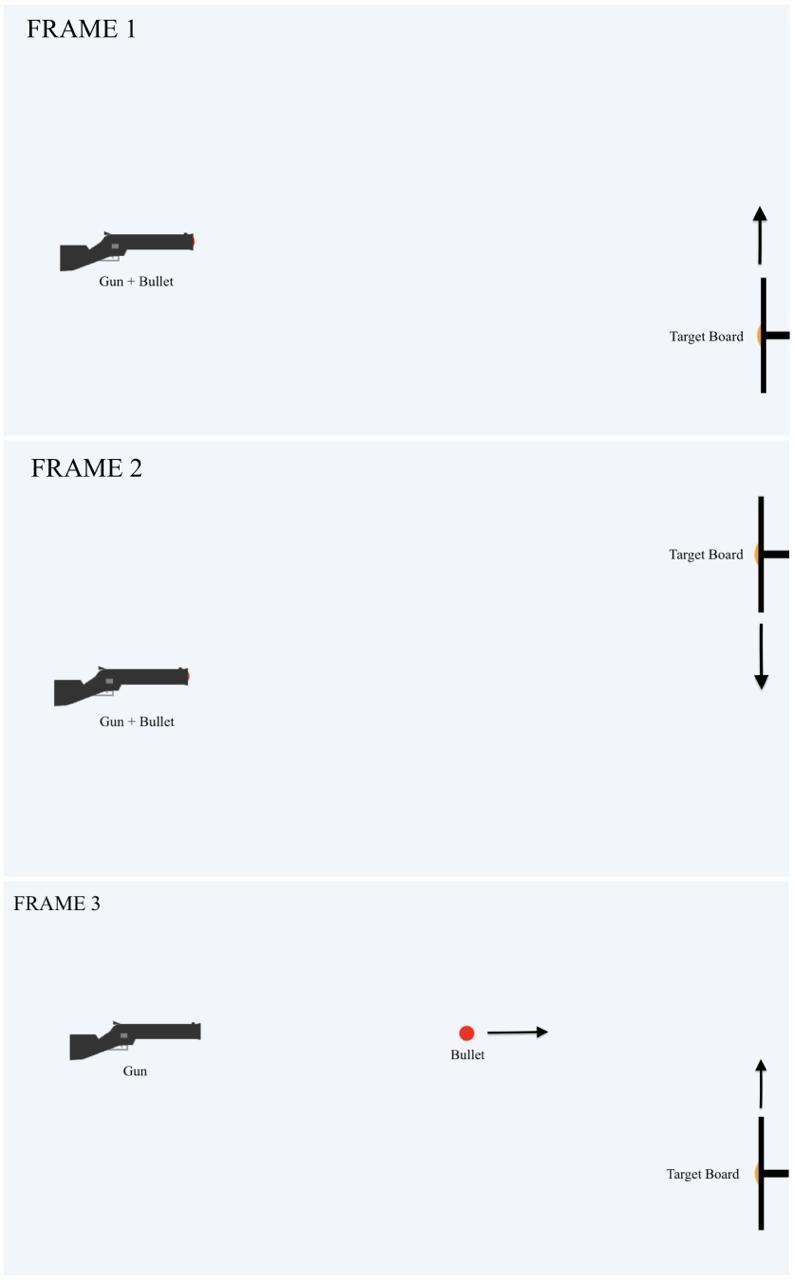 FRAME 1
Gun + Bullet
Target Board
FRAME 2
Target Board
Gun + Bullet
FRAME 3
Bullet
Gun
Target Board